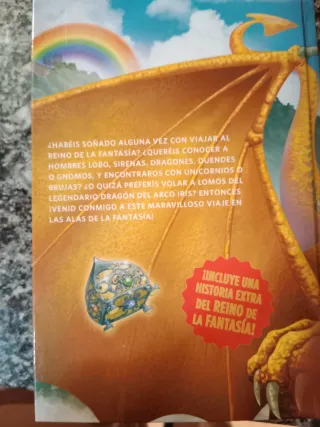 ¿HABÉIS SOÑADO ALGUNA VEZ CON VIAJAR AL
REINO DE LA FANTASÍA? ¿QUERÉIS CONOCER A
HOMBRES LOBO, SIRENAS, DRAGONES, DUENDES
O GNOMOS, Y ENCONTRAROS CON UNICORNIOS O
BRUJAS? ¿O QUIZÁ PREFERÍS VOLAR A LOMOS DEL
LEGENDARIO DRAGÓN DEL ARCO IRIS? ENTONCES
¡VENID CONMIGO A ESTE MARAVILLOSO VIAJE EN
LAS ALAS DE LA FANTASÍA!
¡INCLUYE UNA
HISTORIA EXTRA
DEL REINO DE
LA FANTASÍA!